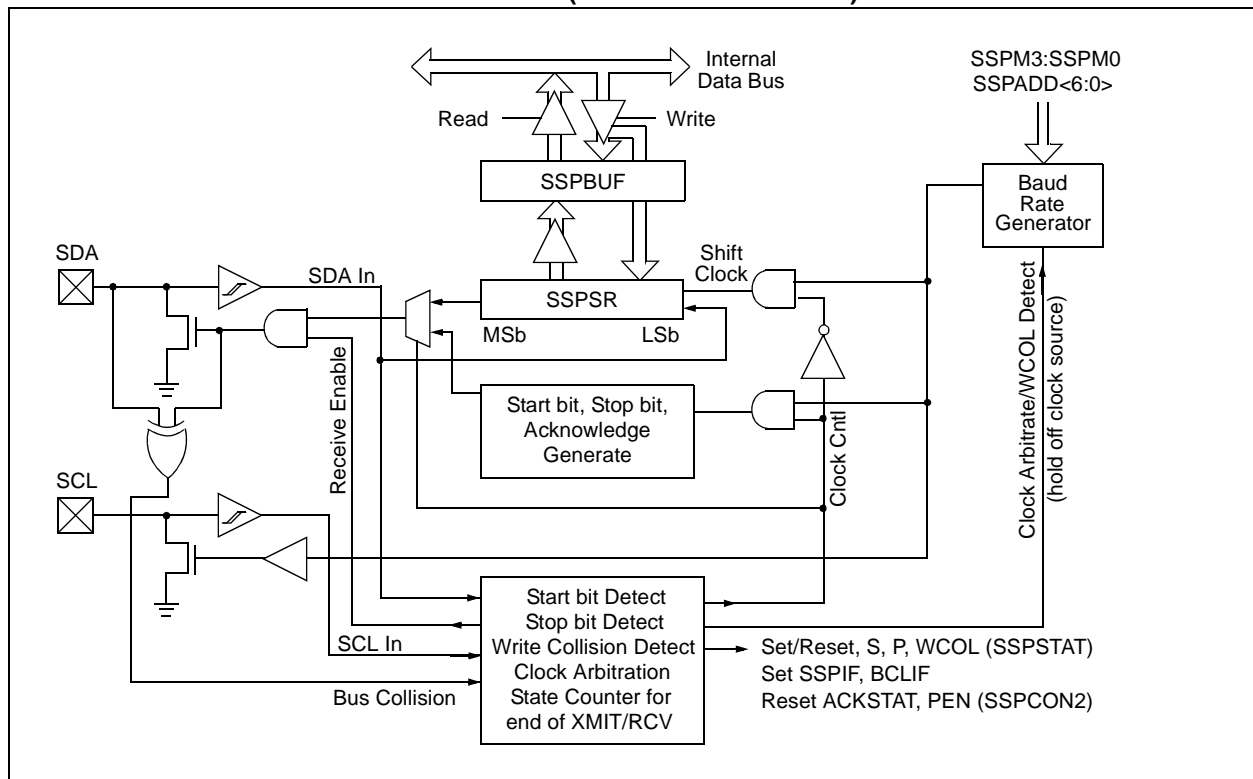 Internal
Data Bus
SSPM3:SSPM0
SSPADD<6:0>
Read
Write
SSPBUF
Baud
Rate
Generator
SDA
SDA In
Shift
Clock
SSPSR
MSb
LSb
Start bit, Stop bit,
Acknowledge
Generate
Receive Enable
Clock Cntl
Clock Arbitrate/WCOL Detect
(hold off clock source)
SCL
SCL In
Bus Collision
Start bit Detect
Stop bit Detect
Write Collision Detect
Clock Arbitration
State Counter for
end of XMIT/RCV
Set/Reset, S, P, WCOL (SSPSTAT)
Set SSPIF, BCLIF
Reset ACKSTAT, PEN (SSPCON2)